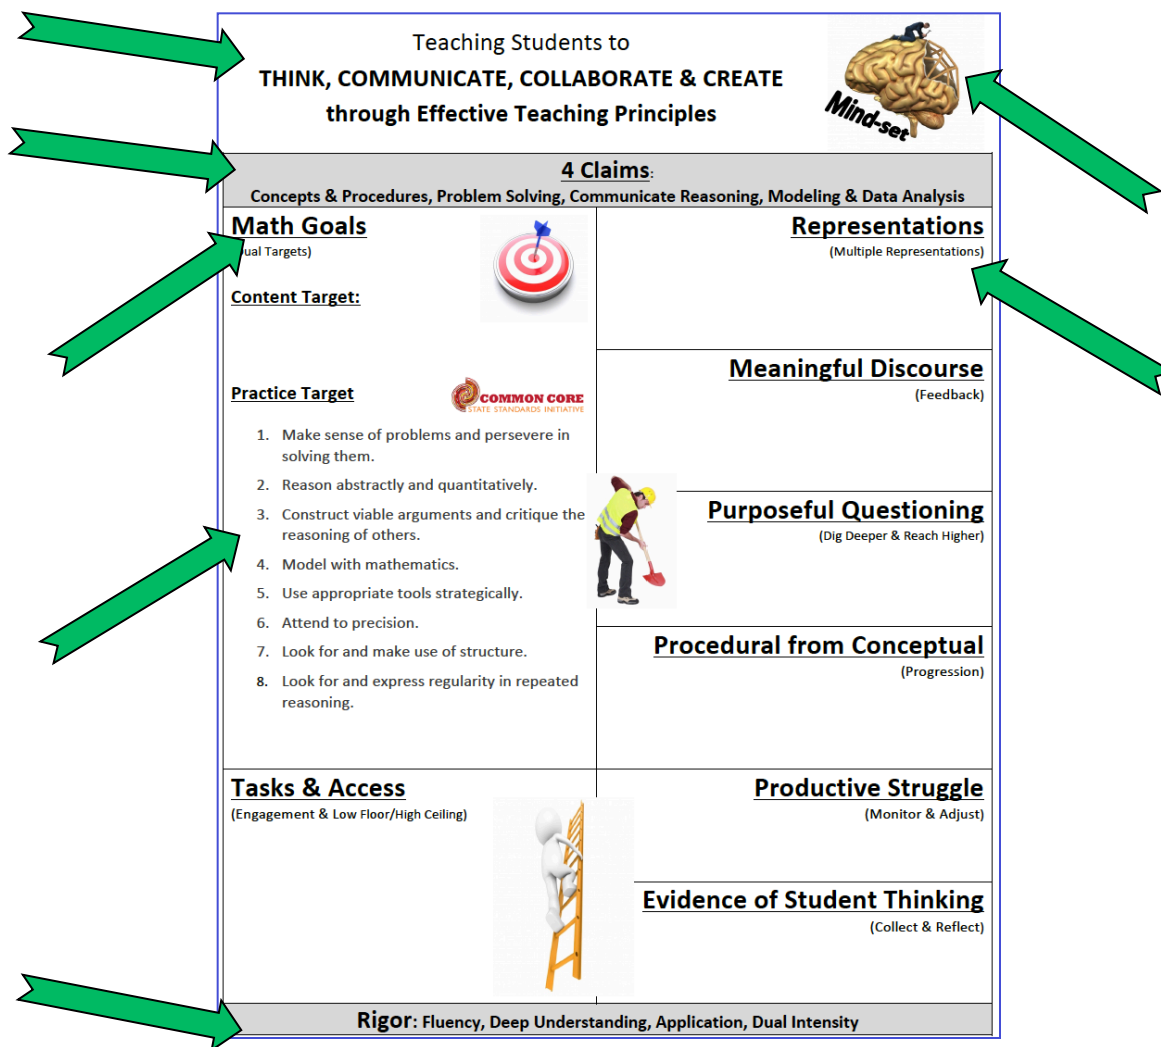 Teaching Students to
THINK, COMMUNICATE, COLLABORATE & CREATE
through Effective Teaching Principles
Mind-set
4 Claims:
Concepts & Procedures, Problem Solving, Communicate Reasoning, Modeling & Data Analysis
Math Goals
ual Targets)
Content Target:
Practice Target
COMMON CORE
STATE STANDARDS INITIATIVE
1. Make sense of problems and persevere in
solving them.
2. Reason abstractly and quantitatively.
3. Construct viable arguments and critique the
reasoning of others.
4. Model with mathematics.
5. Use appropriate tools strategically.
6. Attend to precision.
7. Look for and make use of structure.
8. Look for and express regularity in repeated
reasoning.
Representations
(Multiple Representations)
Meaningful Discourse
(Feedback)
Purposeful Questioning
(Dig Deeper & Reach Higher)
Procedural from Conceptual
(Progression)
Tasks & Access
(Engagement & Low Floor/High Ceiling)
Productive Struggle
(Monitor & Adjust)
Evidence of Student Thinking
(Collect & Reflect)
Rigor: Fluency, Deep Understanding, Application, Dual Intensity